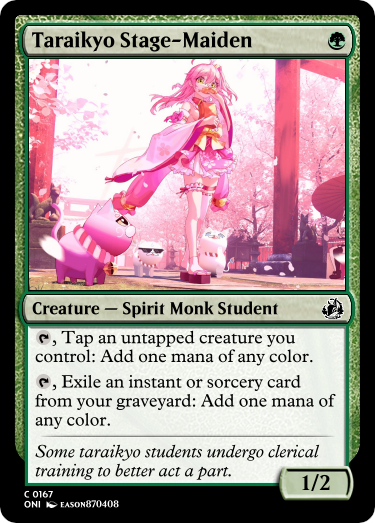 Taraikyo Stage-Maiden
Creature — Spirit Monk Student
, Tap an untapped creature you
control: Add one mana of any color.
, Exile an instant or sorcery card
from your graveyard: Add one mana of
any color.
Some taraikyo students undergo clerical
training to better act a part.
1/2
C 0167
ONI EASON870408